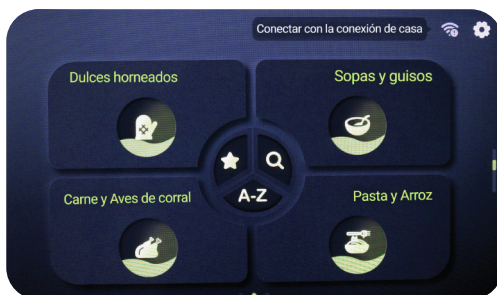 Conectar con la conexión de casa
Dulces horneados
Sopas y guisos
A-Z
Carne y Aves de corral
Pasta y Arroz